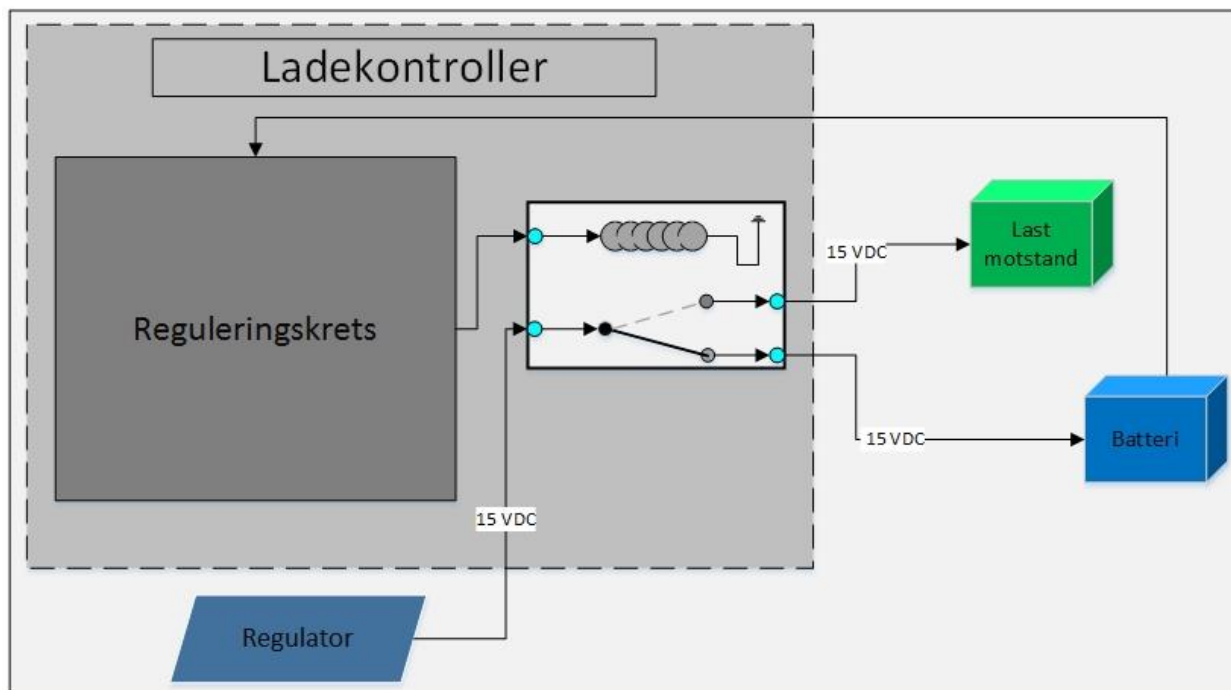 Ladekontroller
Reguleringskrets
Last
motstand
15 VDC
15 VDC
Batteri
15 VDC
Regulator